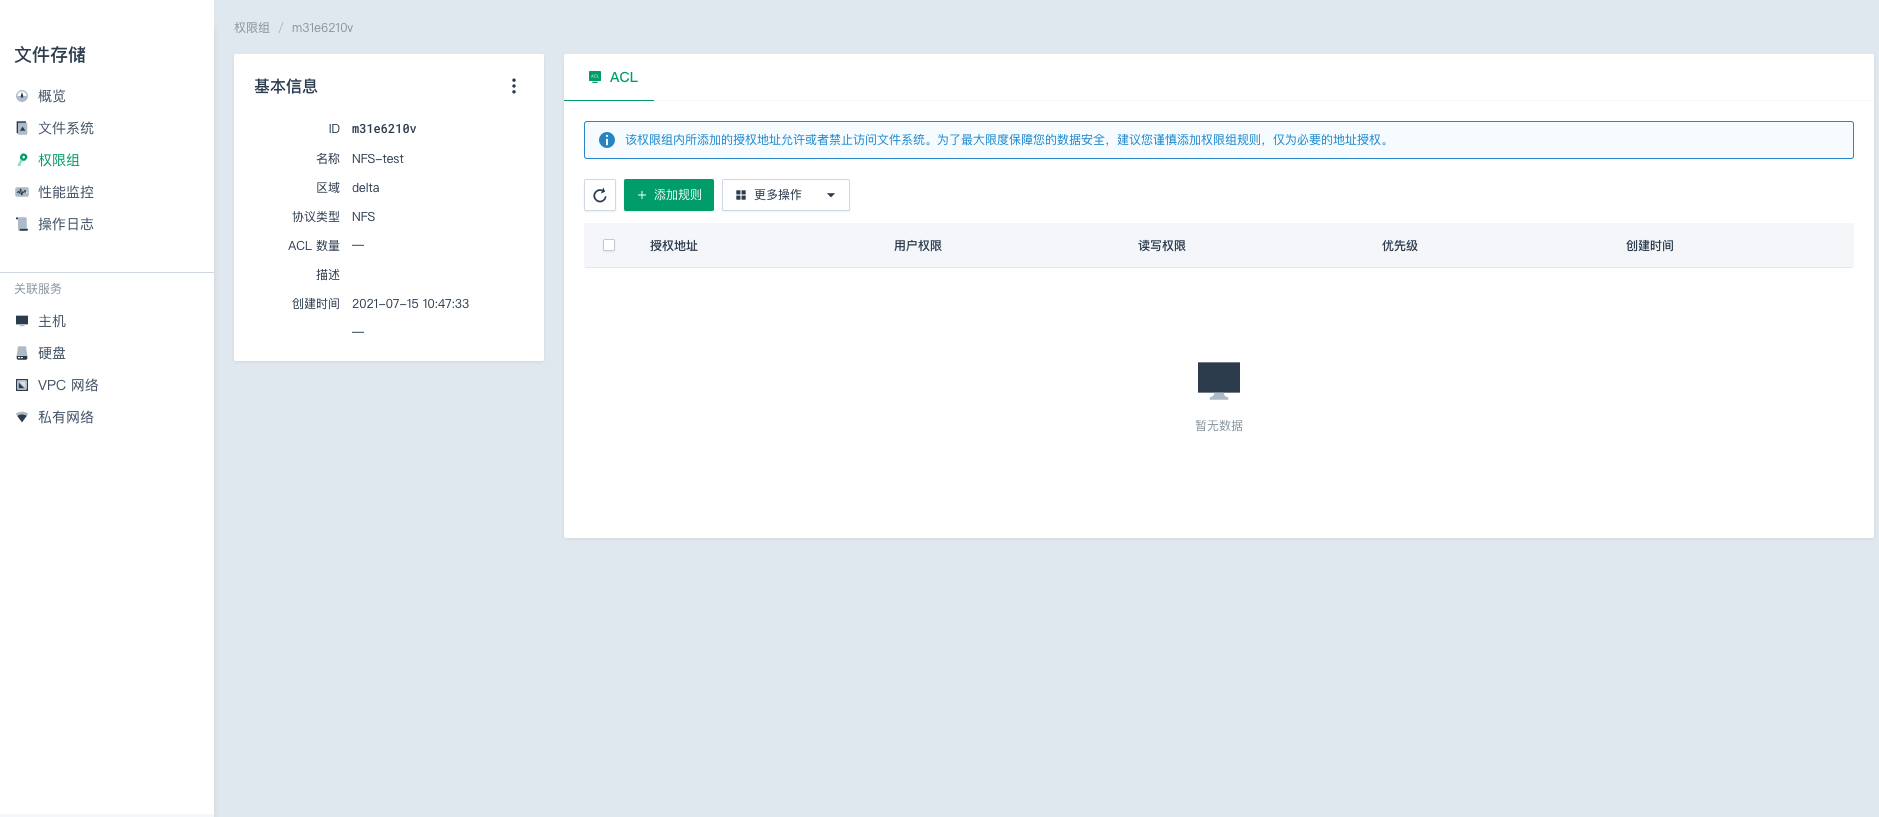 文件存储
概览
文件系统
权限组
性能监控
操作日志
关联服务
主机
硬盘
VPC 网络
私有网络
权限组 / m31e6210v
基本信息
ID m31e6210v
名称 NFS-test
区域 delta
协议类型 NFS
ACL 数量 —
描述
创建时间 2021-07-15 10:47:33
—
ACL
该权限组内所添加的授权地址允许或者禁止访问文件系统。为了最大限度保障您的数据安全，建议您谨慎添加权限组规则，仅为必要的地址授权。
+ 添加规则 更多操作
授权地址 用户权限 读写权限 优先级 创建时间
暂无数据